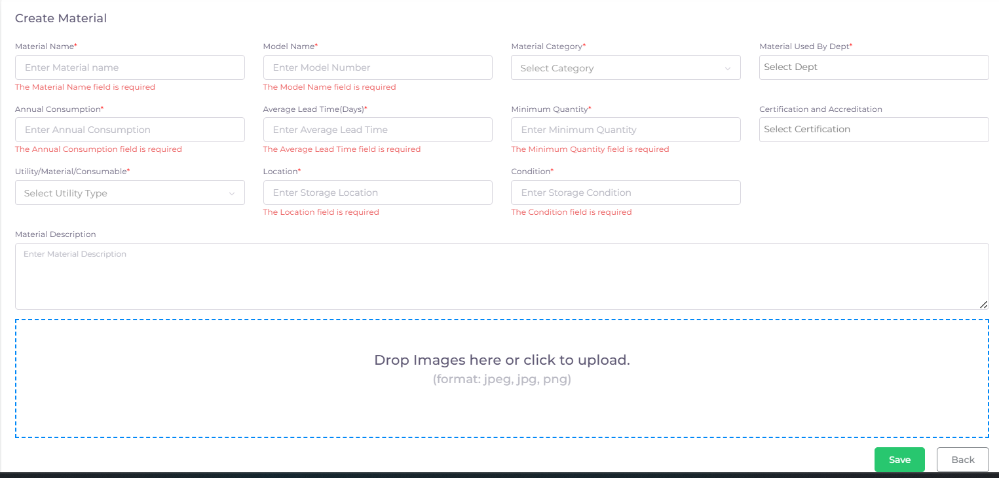 Create Material
Material Name* Model Name* Material Category* Material Used By Dept*
Enter Material name Enter Model Number Select Category Select Dept
The Material Name field is required The Model Name field is required
Annual Consumption* Average Lead Time(Days)* Minimum Quantity* Certification and Accreditation
Enter Annual Consumption Enter Average Lead Time Enter Minimum Quantity Select Certification
The Annual Consumption field is required The Average Lead Time field is required The Minimum Quantity field is required
Utility/Material/Consumable* Location* Condition*
Select Utility Type Enter Storage Location Enter Storage Condition
The Location field is required The Condition field is required
Material Description
Enter Material Description
Drop Images here or click to upload.
(format: jpeg, jpg, png)
Save Back